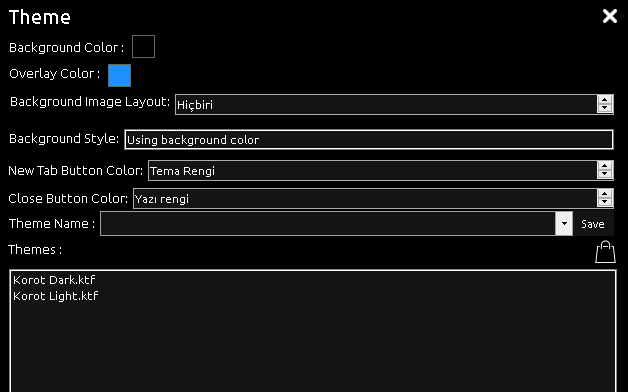 Theme
Background Color :
Overlay Color :
Background Image Layout: Hiçbiri
Background Style: Using background color
New Tab Button Color: Tema Rengi
Close Button Color: Yazı rengi
Theme Name : Save
Themes :
Korot Dark.ktf
Korot Light.ktf